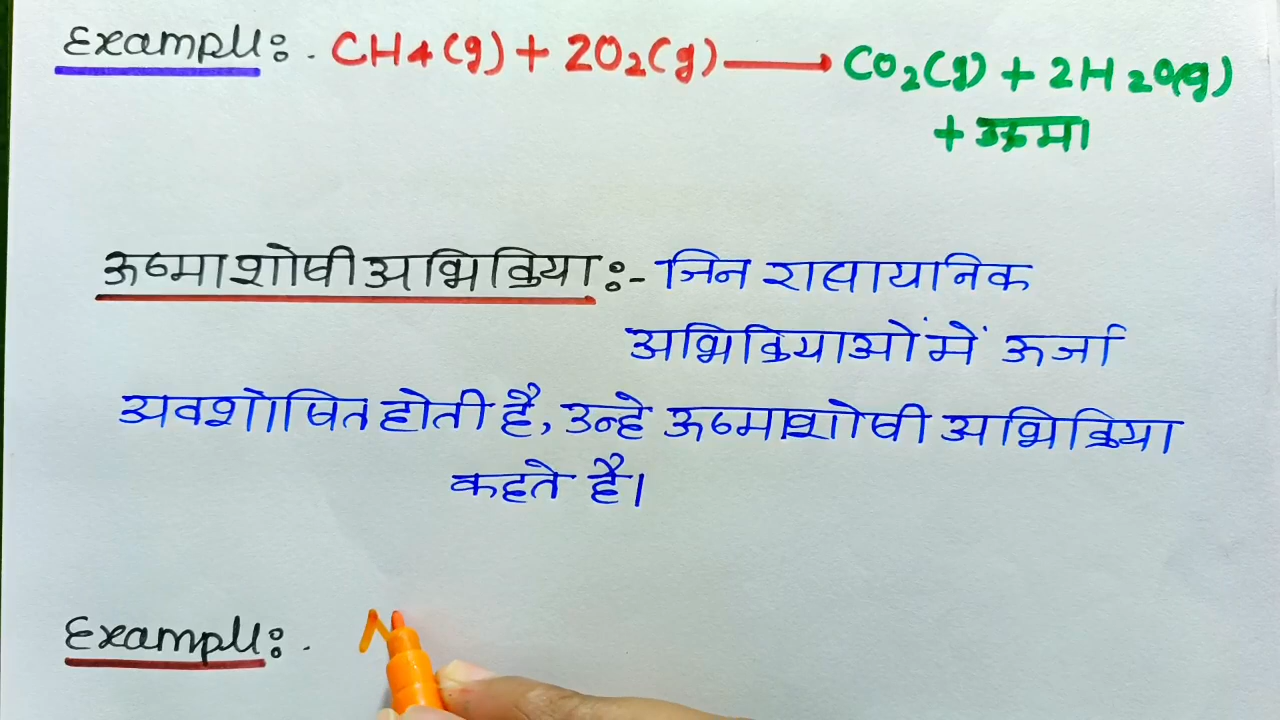 Example:. CH4(g) + 2O2(g) ⟶ CO2(g) + 2H2O(g)
+ ऊष्मा
ऊष्माशोषी अभिक्रिया:- जिन रासायनिक
अभिक्रियाओं में ऊर्जा
अवशोषित होती है, उन्हे ऊष्माशोषी अभिक्रिया
कहते है।
Example:.